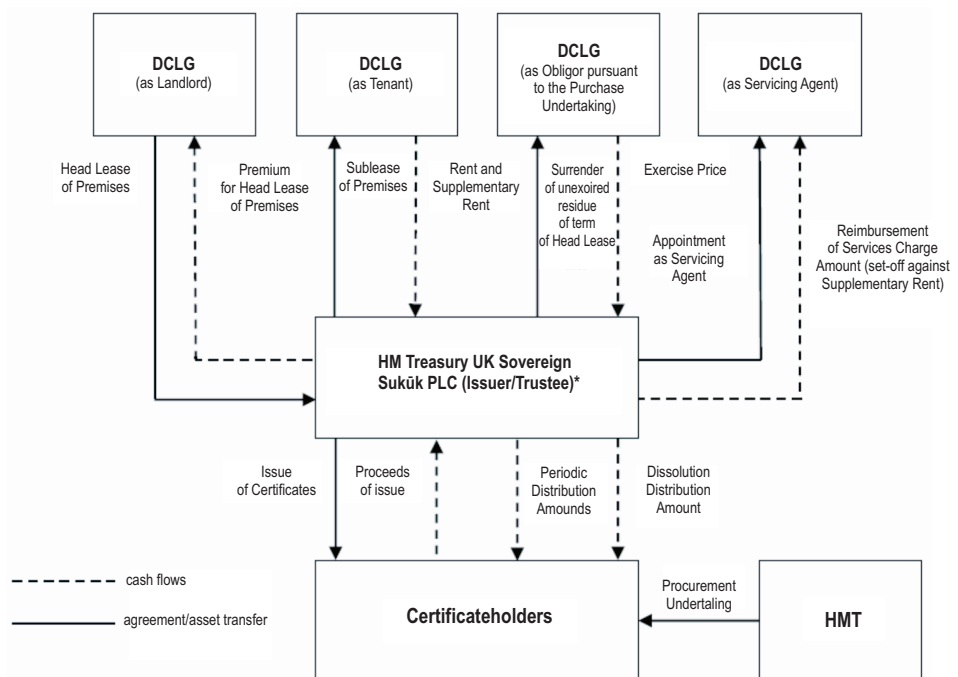 DCLG
(as Landlord)
DCLG
(as Tenant)
DCLG
(as Obligor pursuant
to the Purchase
Undertaking)
DCLG
(as Servicing Agent)
Head Lease
of Premises
Premium
for Head Lease
of Premises
Sublease
of Premises
Rent and
Supplementary
Rent
Surrender
of unexoired
residue
of term
of Head Lease
Exercise Price
Appointment
as Servicing
Agent
Reimbursement
of Services Charge
Amount (set-off against
Supplementary Rent)
HM Treasury UK Sovereign
Sukūk PLC (Issuer/Trustee)*
Issue
of Certificates
Proceeds
of issue
Periodic
Distribution
Amounds
Dissolution
Distribution
Amount
cash flows
agreement/asset transfer
Certificateholders
Procurement
Undertaling
HMT